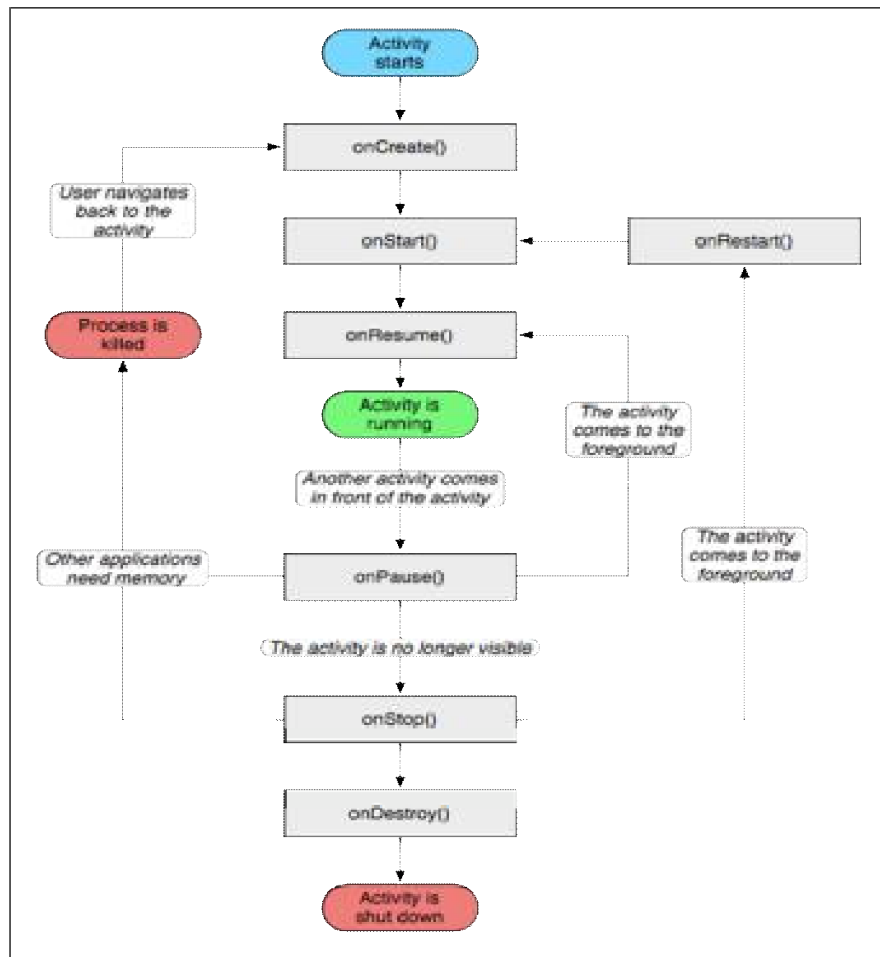 Activity
starts
onCreate()
User navigates
back to the
activity
onStart()
onRestart()
Process is
killed
onResume()
Activity is
running
The activity
comes to the
foreground
Another activity comes
in front of the activity
Other applications
need memory
onPause()
The activity
comes to the
foreground
The activity is no longer visible
onStop()
onDestroy()
Activity is
shut down